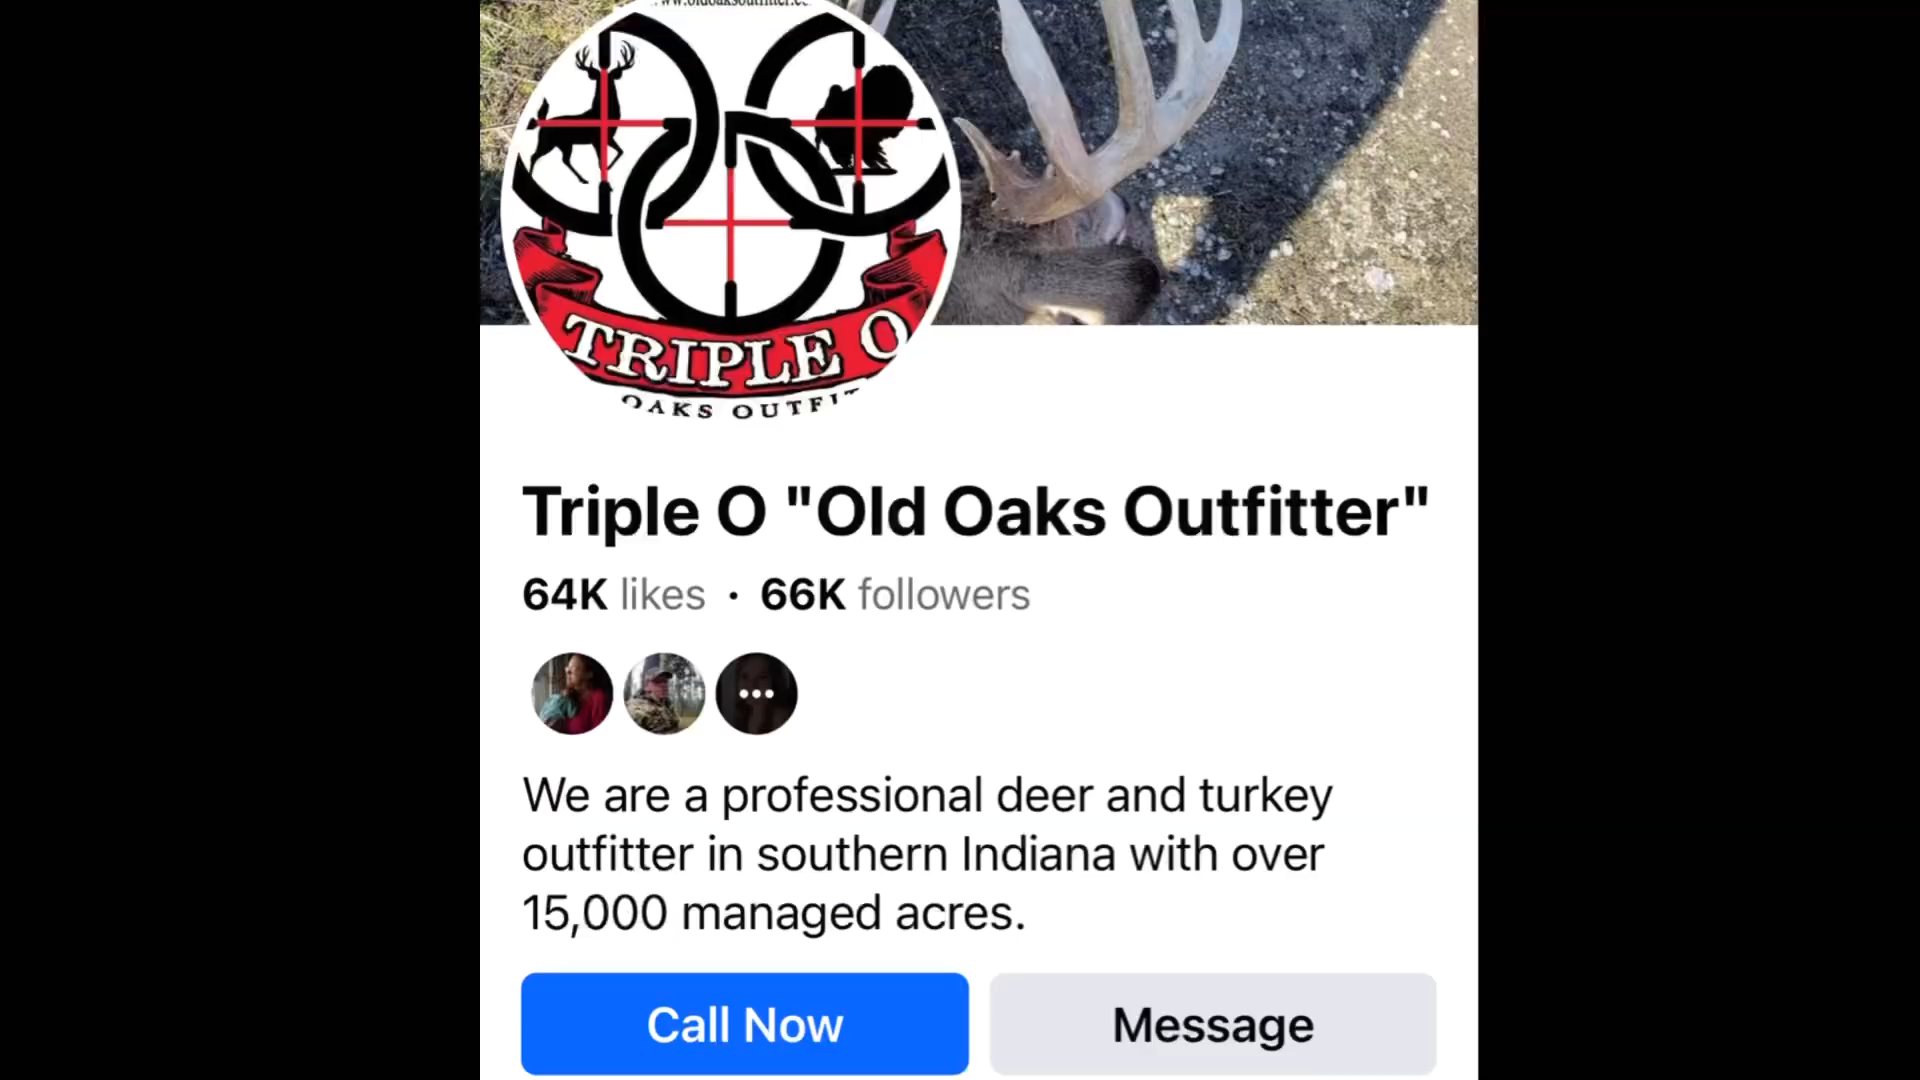 TRIPLE O
OAKS
Triple O "Old Oaks Outfitter"
64K likes · 66K followers
We are a professional deer and turkey
outfitter in southern Indiana with over
15,000 managed acres.
Call Now
Message